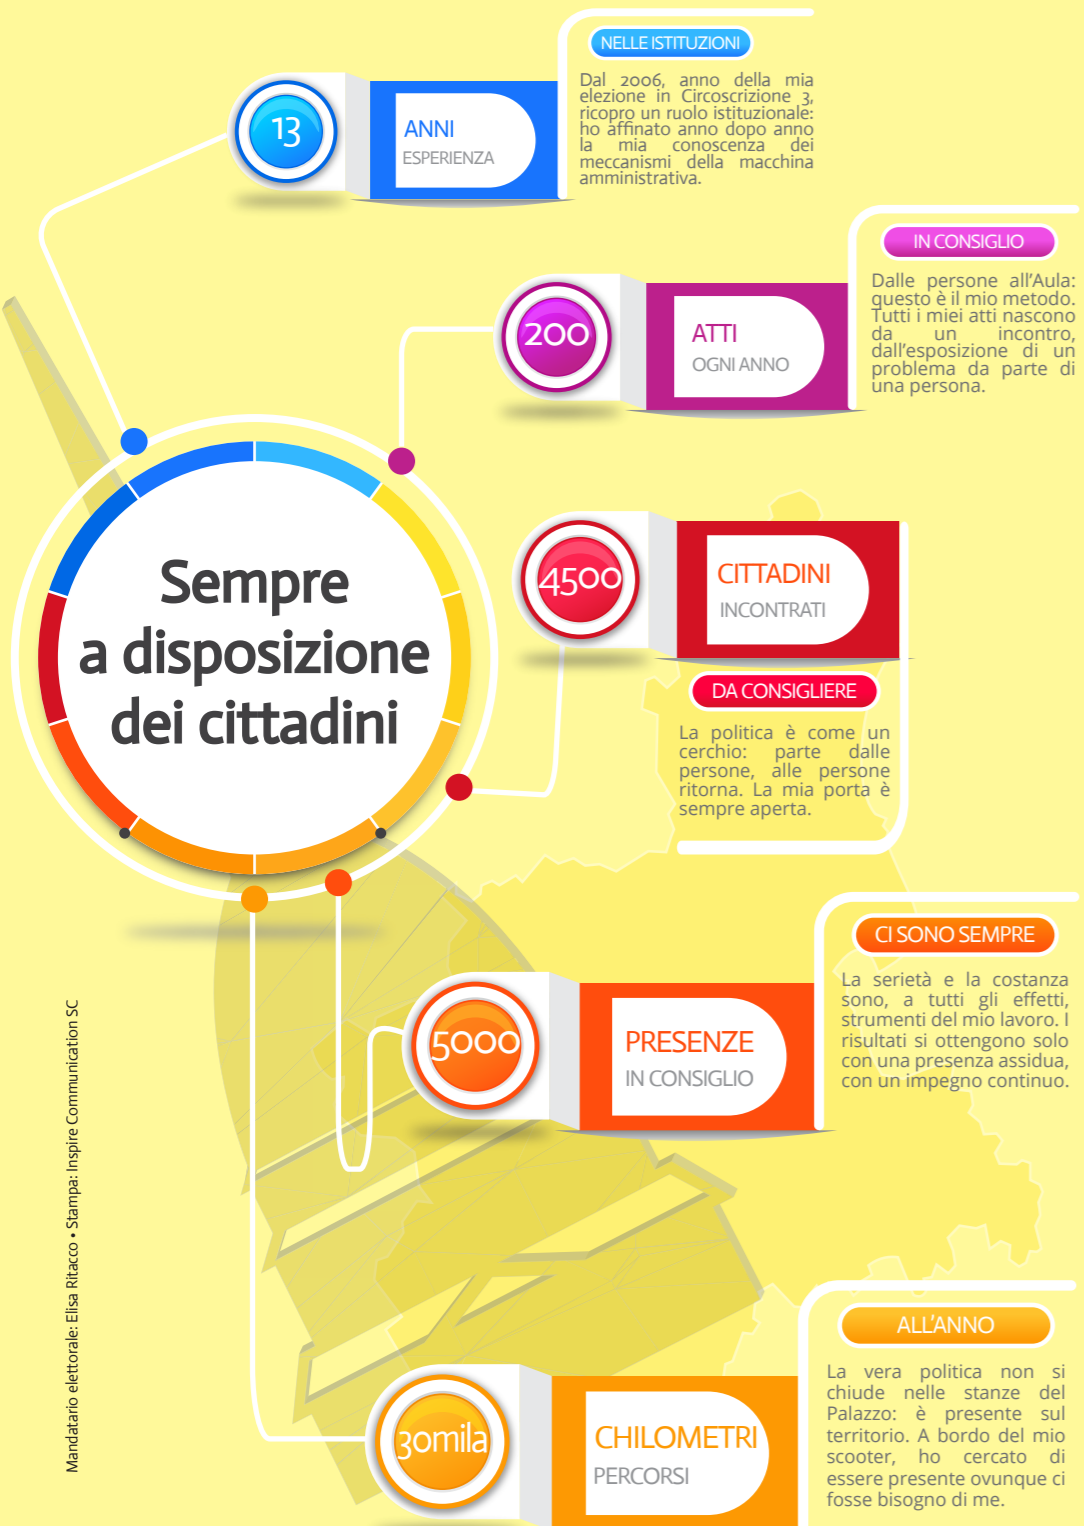 NELLE ISTITUZIONI
13
ANNI
ESPERIENZA
Dal 2006, anno della mia
elezione in Circoscrizione 3,
ricopro un ruolo istituzionale:
ho affinato anno dopo anno
la mia conoscenza dei
meccanismi della macchina
amministrativa.
IN CONSIGLIO
200
ATTI
OGNI ANNO
Dalle persone all'Aula:
questo è il mio metodo.
Tutti i miei atti nascono
da un incontro,
dall'esposizione di un
problema da parte di
una persona.
Sempre
a disposizione
dei cittadini
4500
CITTADINI
INCONTRATI
DA CONSIGLIERE
La politica è come un
cerchio: parte dalle
persone, alle persone
ritorna. La mia porta è
sempre aperta.
CI SONO SEMPRE
5000
PRESENZE
IN CONSIGLIO
La serietà e la costanza
sono, a tutti gli effetti,
strumenti del mio lavoro. I
risultati si ottengono solo
con una presenza assidua,
con un impegno continuo.
ALL'ANNO
30mila
CHILOMETRI
PERCORSI
La vera politica non si
chiude nelle stanze del
Palazzo: è presente sul
territorio. A bordo del mio
scooter, ho cercato di
essere presente ovunque ci
fosse bisogno di me.
Mandatario elettorale: Elisa Ritacco • Stampa: Inspire Communication SC